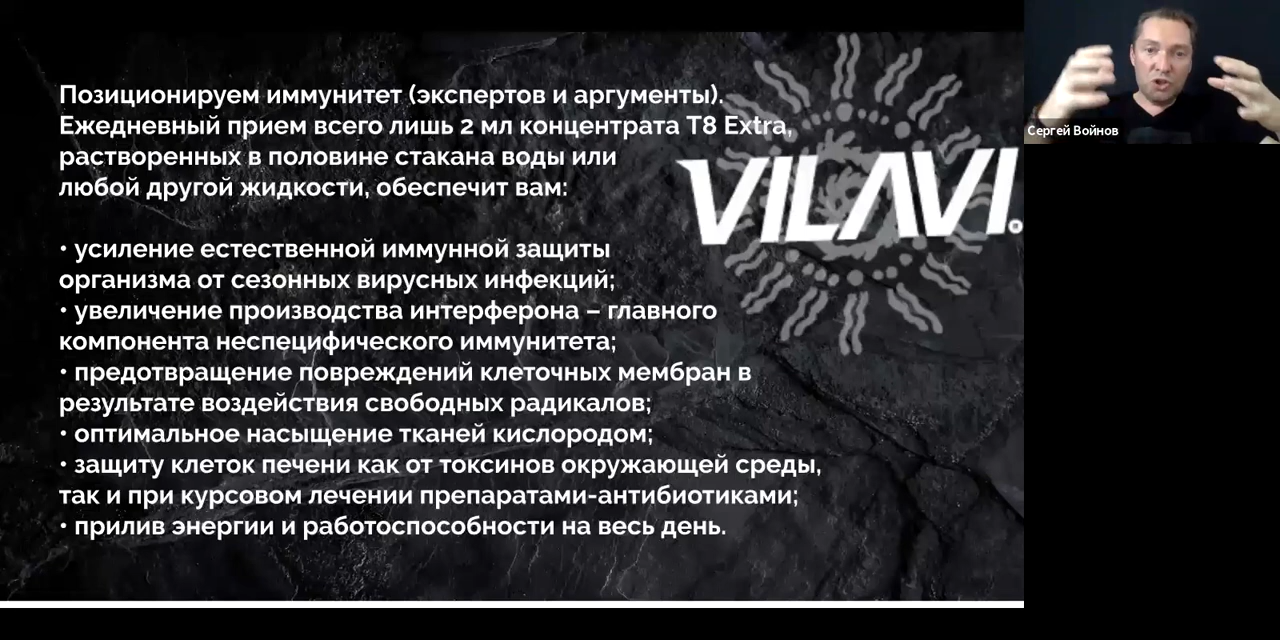 Позиционируем иммунитет (экспертов и аргументы).
Ежедневный прием всего лишь 2 мл концентрата T8 Extra,
растворенных в половине стакана воды или
любой другой жидкости, обеспечит вам:
• усиление естественной иммунной защиты
организма от сезонных вирусных инфекций;
• увеличение производства интерферона – главного
компонента неспецифического иммунитета;
• предотвращение повреждений клеточных мембран в
результате воздействия свободных радикалов;
• оптимальное насыщение тканей кислородом;
• защиту клеток печени как от токсинов окружающей среды,
так и при курсовом лечении препаратами-антибиотиками;
• прилив энергии и работоспособности на весь день.
VILAVI
Сергей Войнов